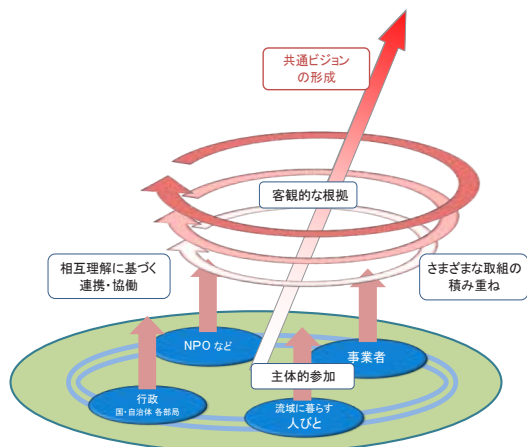 共通ビジョン
の形成
客観的な根拠
相互理解に基づく
連携・協働
さまざまな取組の
積み重ね
NPO など
事業者
主体的参加
行政
国・自治体 各部局
流域に暮らす
人びと